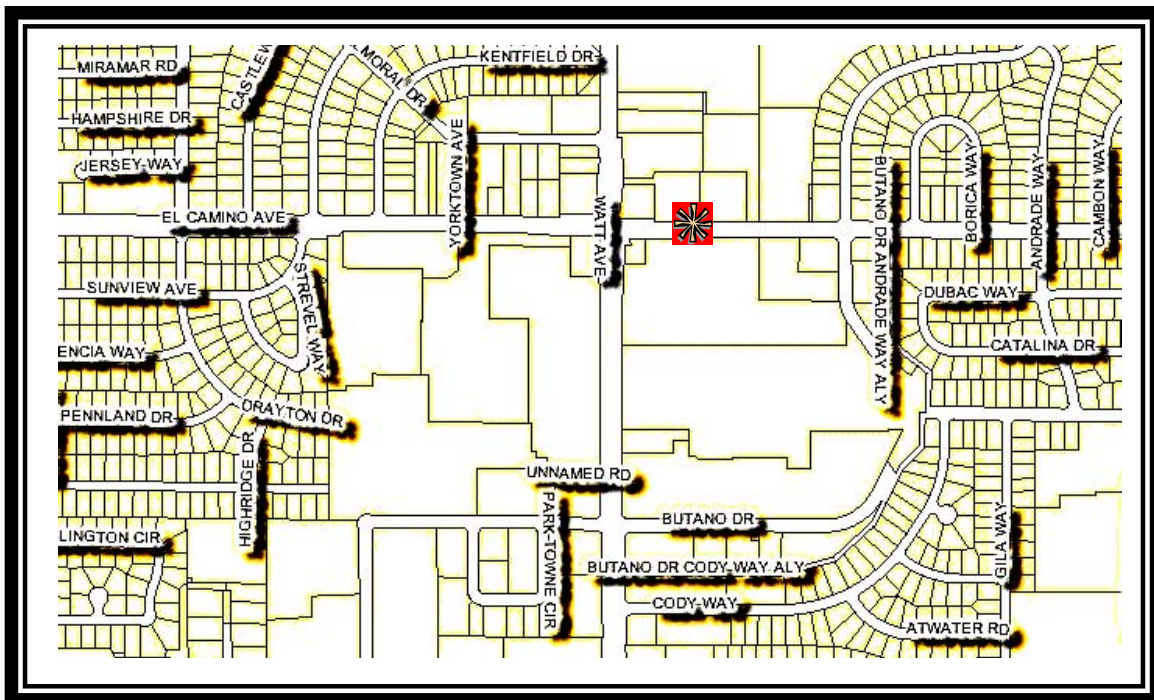 KENTFIELD DR
MIRAMAR RD
MORAL DR
HAMPSHIRE DR
JERSEY WAY
YORKTOWN AVE
BUTANO DR ANDRADE WAY ALY
BORICA WAY
ANDRADE WAY
CAMBON WAY
EL CAMINO AVE
WATT AVE
SUNVIEW AVE
STREVEL WAY
DUBAC WAY
ENCIA WAY
CATALINA DR
PENNLAND DR
DRAYTON DR
HIGHRIDGE DR
UNNAMED RD
PARK-TOWNE CIR
BUTANO DR
LINGTON CIR
GILA WAY
BUTANO DR CODY WAY ALY
CODY WAY
ATWATER RD